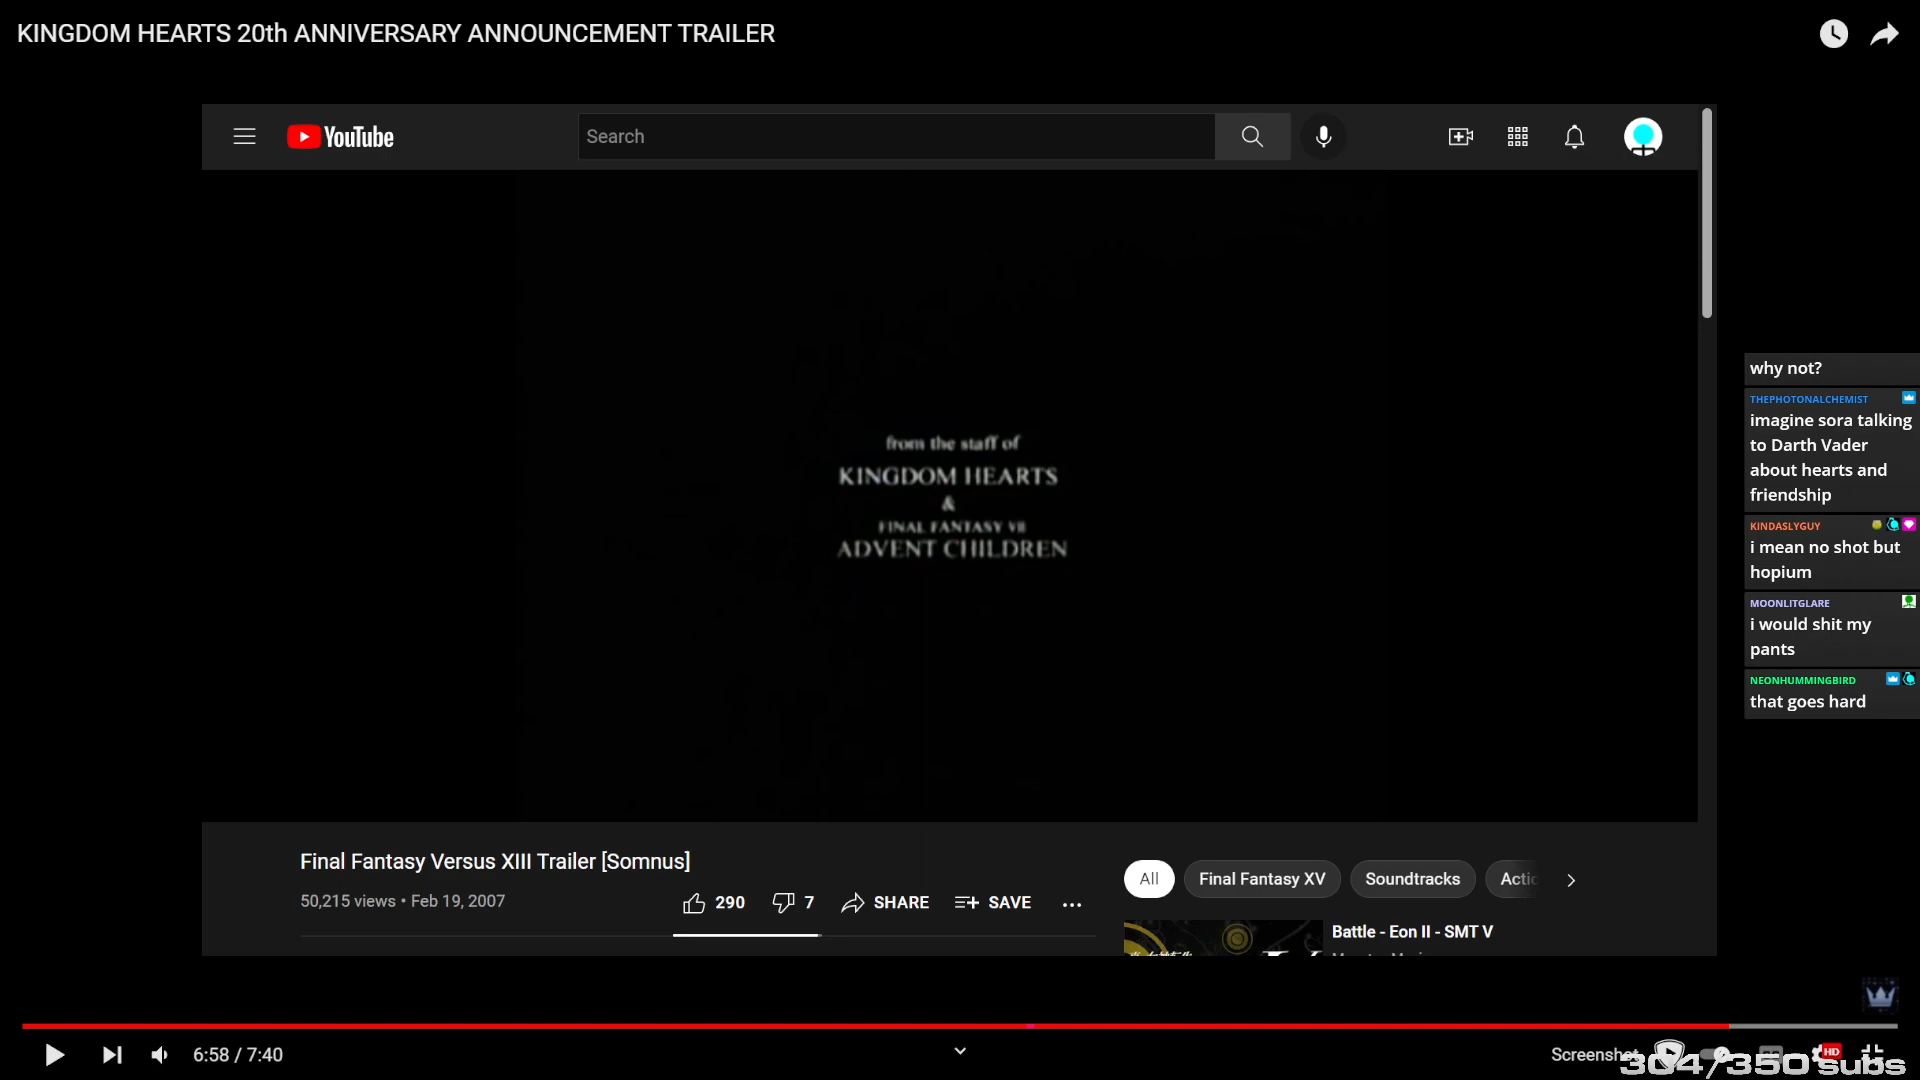 KINGDOM HEARTS 20th ANNIVERSARY ANNOUNCEMENT TRAILER
YouTube
Search
from the staff of
KINGDOM HEARTS
&
FINAL FANTASY VII
ADVENT CHILDREN
why not?
THEPHOTONALCHEMIST
imagine sora talking
to Darth Vader
about hearts and
friendship
KINDASLYGUY
i mean no shot but
hopium
MOONLITGLARE
i would shit my
pants
NEONHUMMINGBIRD
that goes hard
Final Fantasy Versus XIII Trailer [Somnus]
50,215 views • Feb 19, 2007
290
7
SHARE
SAVE
All
Final Fantasy XV
Soundtracks
Actic
Battle - Eon II - SMT V
6:58 / 7:40
Screenshot
HD
304/350 subs